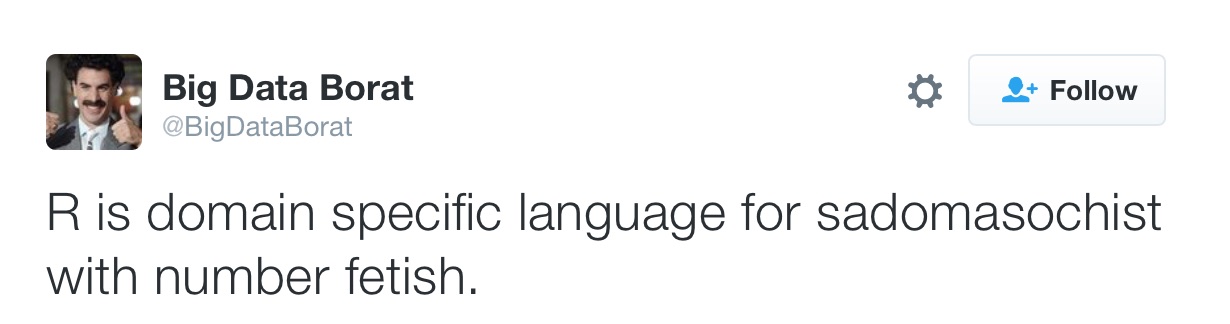 Big Data Borat
@BigDataBorat
Follow
R is domain specific language for sadomasochist
with number fetish.